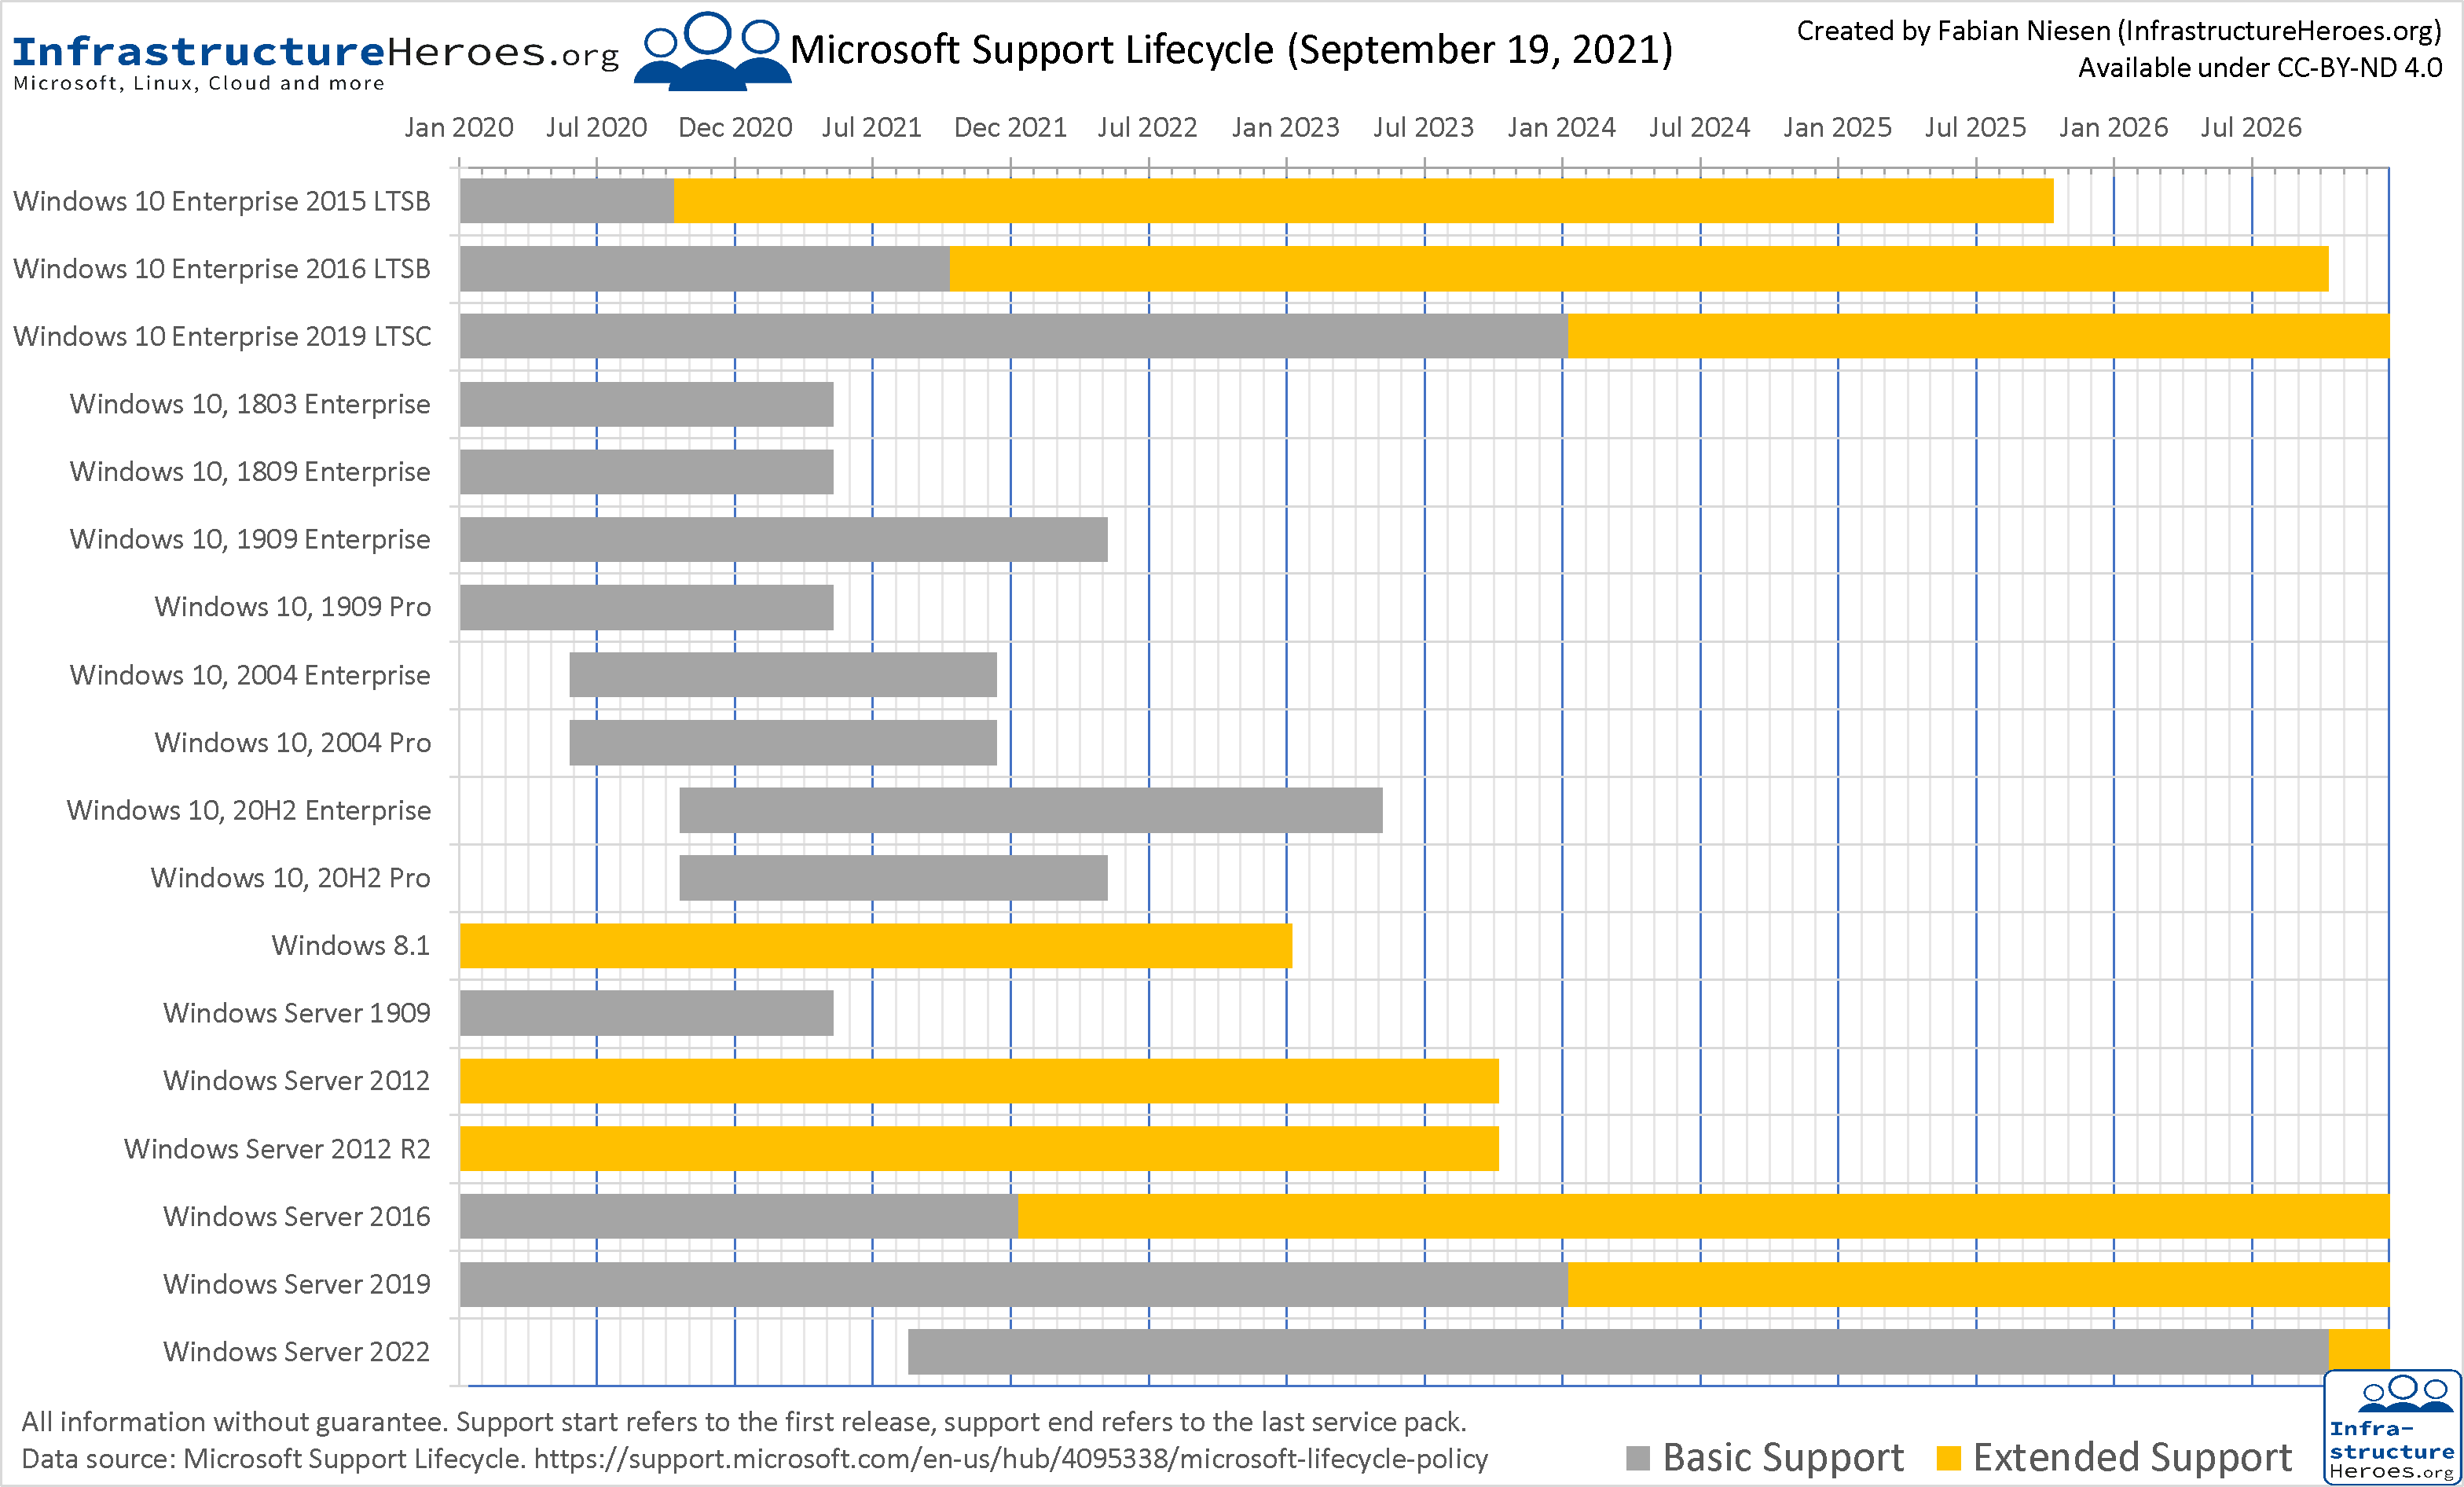 InfrastructureHeroes.org
Microsoft, Linux, Cloud and more
Microsoft Support Lifecycle (September 19, 2021)
Created by Fabian Niesen (InfrastructureHeroes.org)
Available under CC-BY-ND 4.0
Jan 2020 Jul 2020 Dec 2020 Jul 2021 Dec 2021 Jul 2022 Jan 2023 Jul 2023 Jan 2024 Jul 2024 Jan 2025 Jul 2025 Jan 2026 Jul 2026
Windows 10 Enterprise 2015 LTSB
Windows 10 Enterprise 2016 LTSB
Windows 10 Enterprise 2019 LTSC
Windows 10, 1803 Enterprise
Windows 10, 1809 Enterprise
Windows 10, 1909 Enterprise
Windows 10, 1909 Pro
Windows 10, 2004 Enterprise
Windows 10, 2004 Pro
Windows 10, 20H2 Enterprise
Windows 10, 20H2 Pro
Windows 8.1
Windows Server 1909
Windows Server 2012
Windows Server 2012 R2
Windows Server 2016
Windows Server 2019
Windows Server 2022
All information without guarantee. Support start refers to the first release, support end refers to the last service pack.
Data source: Microsoft Support Lifecycle. https://support.microsoft.com/en-us/hub/4095338/microsoft-lifecycle-policy
Basic Support Extended Support
Infra-
structure
Heroes.org